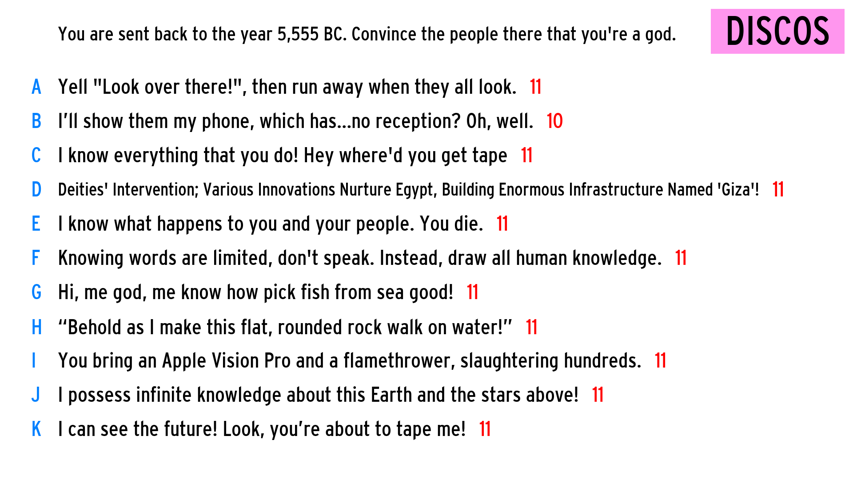 You are sent back to the year 5,555 BC. Convince the people there that you're a god. DISCOS
A Yell "Look over there!", then run away when they all look. 11
B I’ll show them my phone, which has...no reception? Oh, well. 10
C I know everything that you do! Hey where'd you get tape 11
D Deities' Intervention; Various Innovations Nurture Egypt, Building Enormous Infrastructure Named 'Giza'! 11
E I know what happens to you and your people. You die. 11
F Knowing words are limited, don't speak. Instead, draw all human knowledge. 11
G Hi, me god, me know how pick fish from sea good! 11
H “Behold as I make this flat, rounded rock walk on water!” 11
I You bring an Apple Vision Pro and a flamethrower, slaughtering hundreds. 11
J I possess infinite knowledge about this Earth and the stars above! 11
K I can see the future! Look, you’re about to tape me! 11